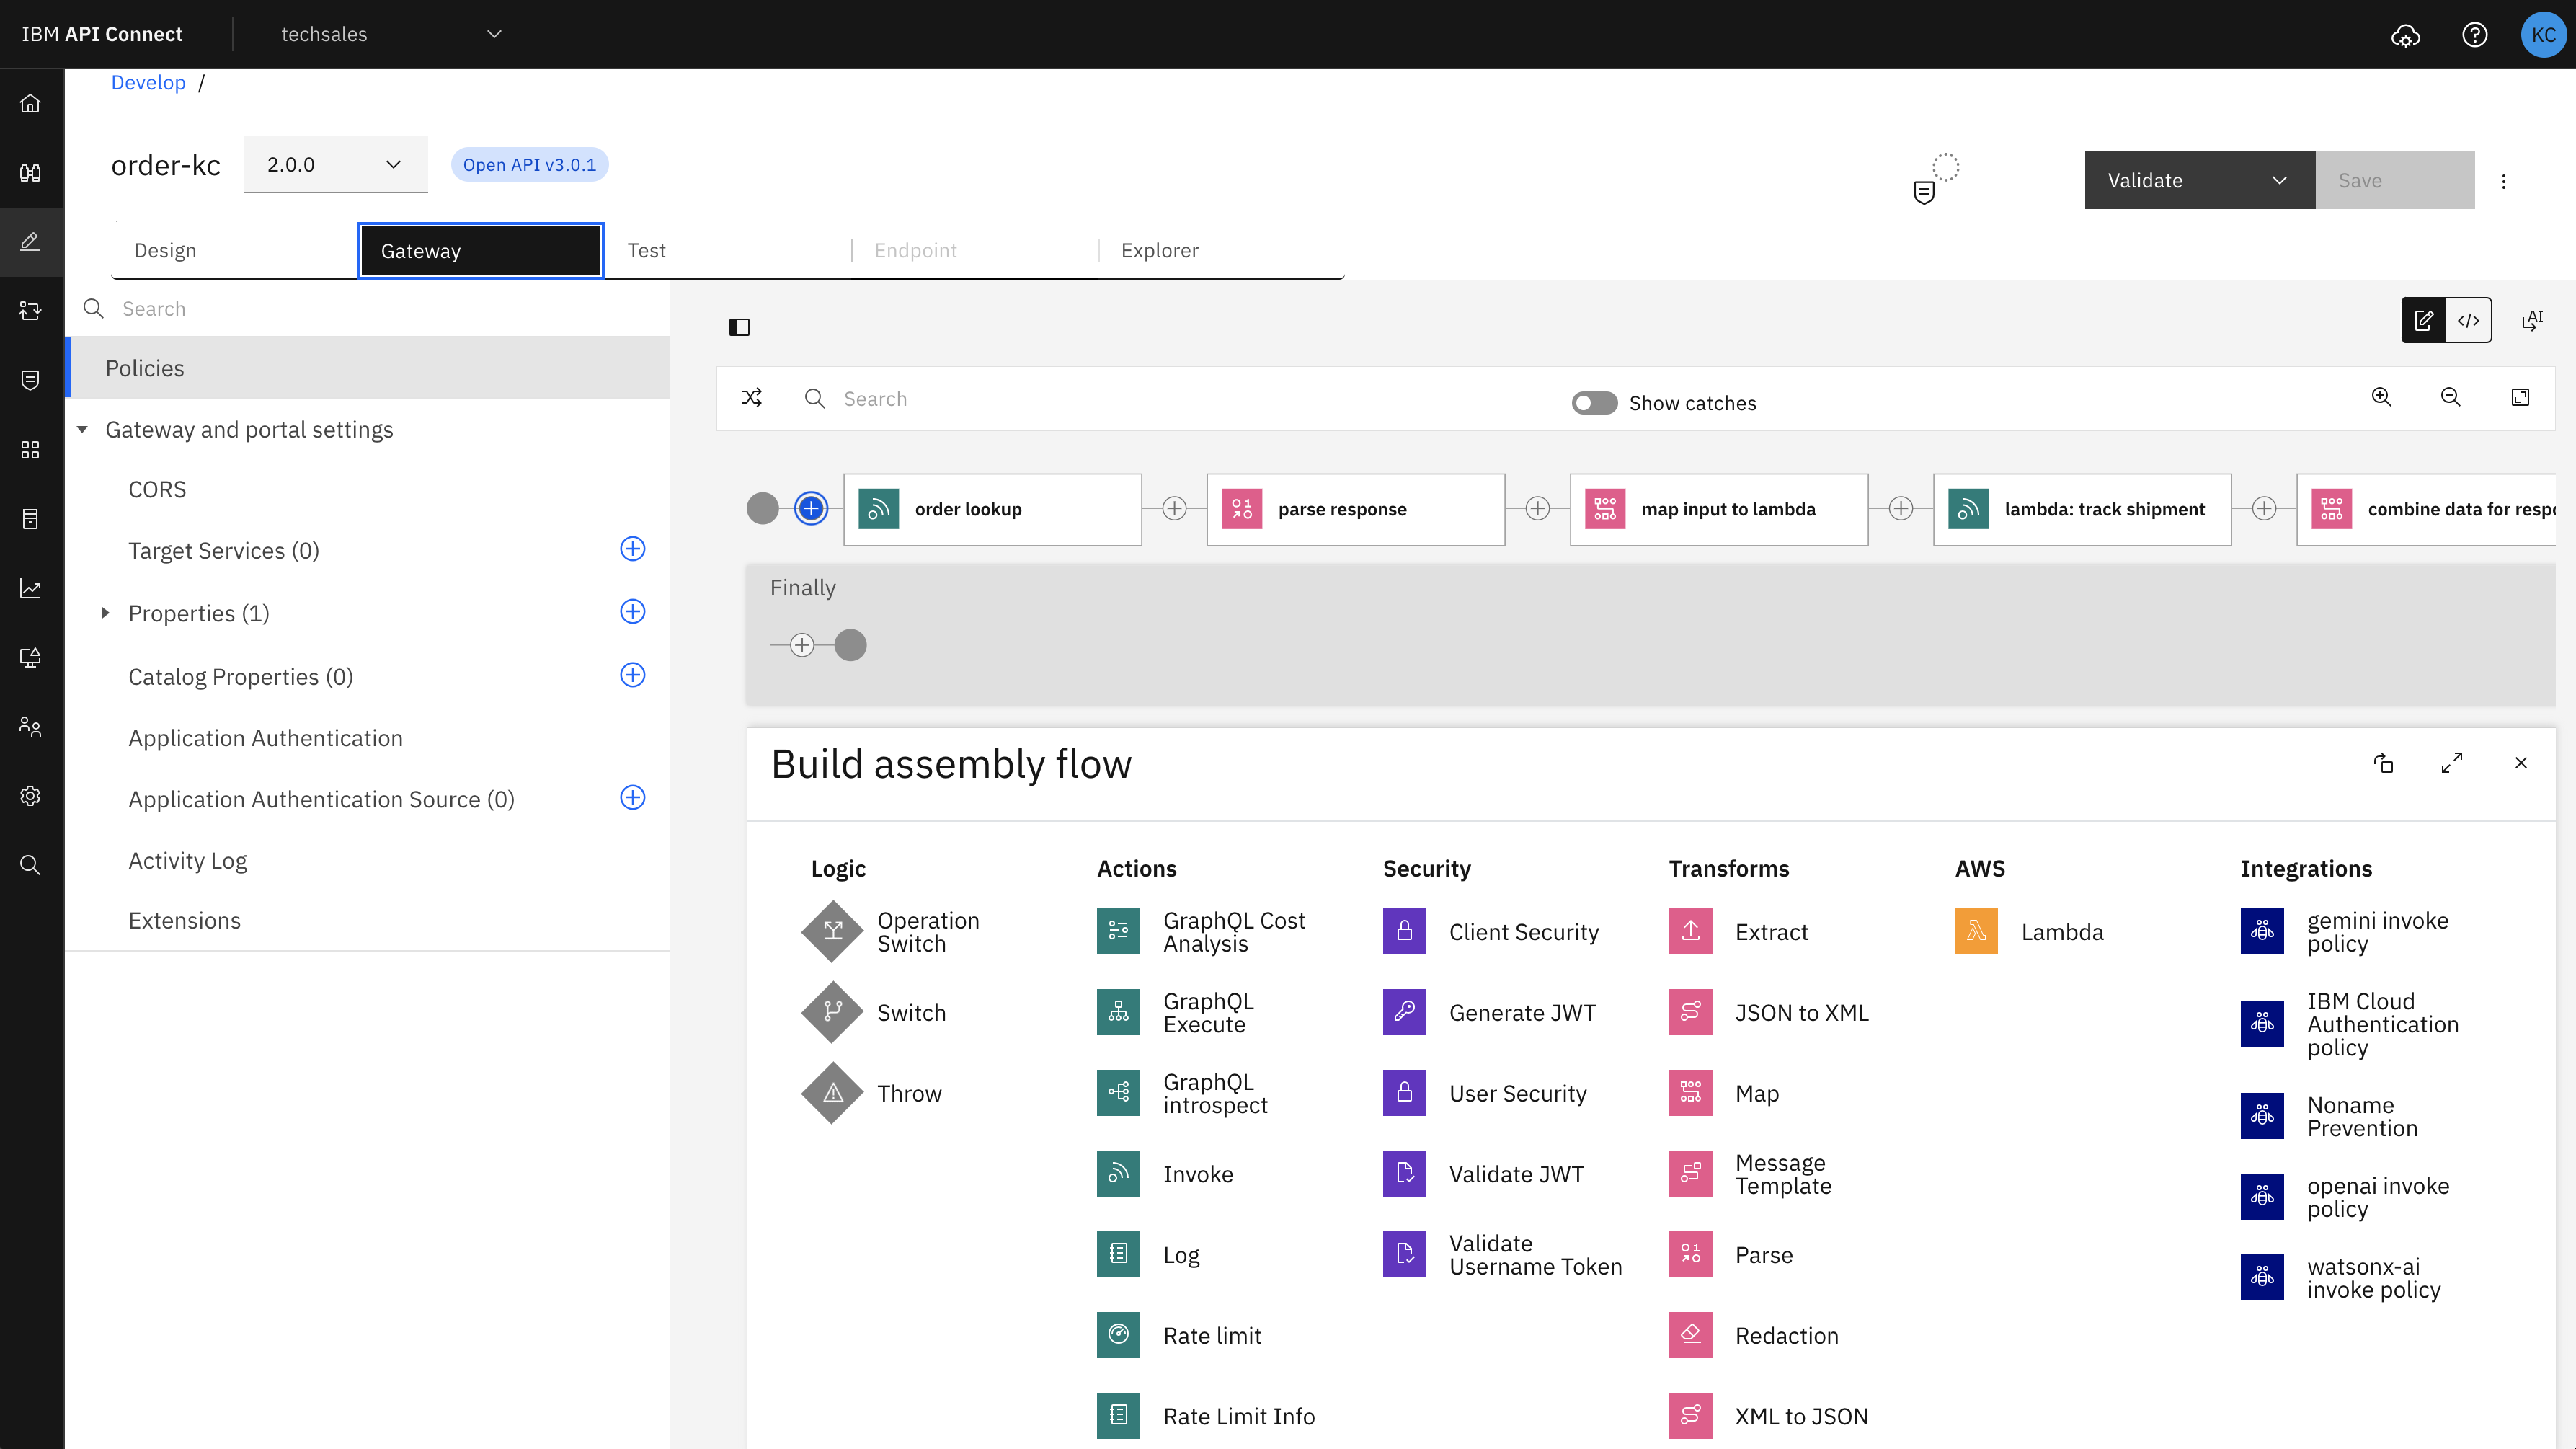 IBM API Connect
techsales
KC
Develop /
order-kc
2.0.0
Open API v3.0.1
Validate
Save
Design
Gateway
Test
Endpoint
Explorer
Search
Policies
Gateway and portal settings
CORS
Target Services (0)
Properties (1)
Catalog Properties (0)
Application Authentication
Application Authentication Source (0)
Activity Log
Extensions
</>
AI
Search
Show catches
order lookup
parse response
map input to lambda
lambda: track shipment
combine data for resp
Finally
Build assembly flow
Logic
Operation
Switch
Switch
Throw
Actions
GraphQL Cost
Analysis
GraphQL
Execute
GraphQL
introspect
Invoke
Log
Rate limit
Rate Limit Info
Security
Client Security
Generate JWT
User Security
Validate JWT
Validate
Username Token
Transforms
Extract
JSON to XML
Map
Message
Template
Parse
Redaction
XML to JSON
AWS
Lambda
Integrations
gemini invoke
policy
IBM Cloud
Authentication
policy
Noname
Prevention
openai invoke
policy
watsonx-ai
invoke policy